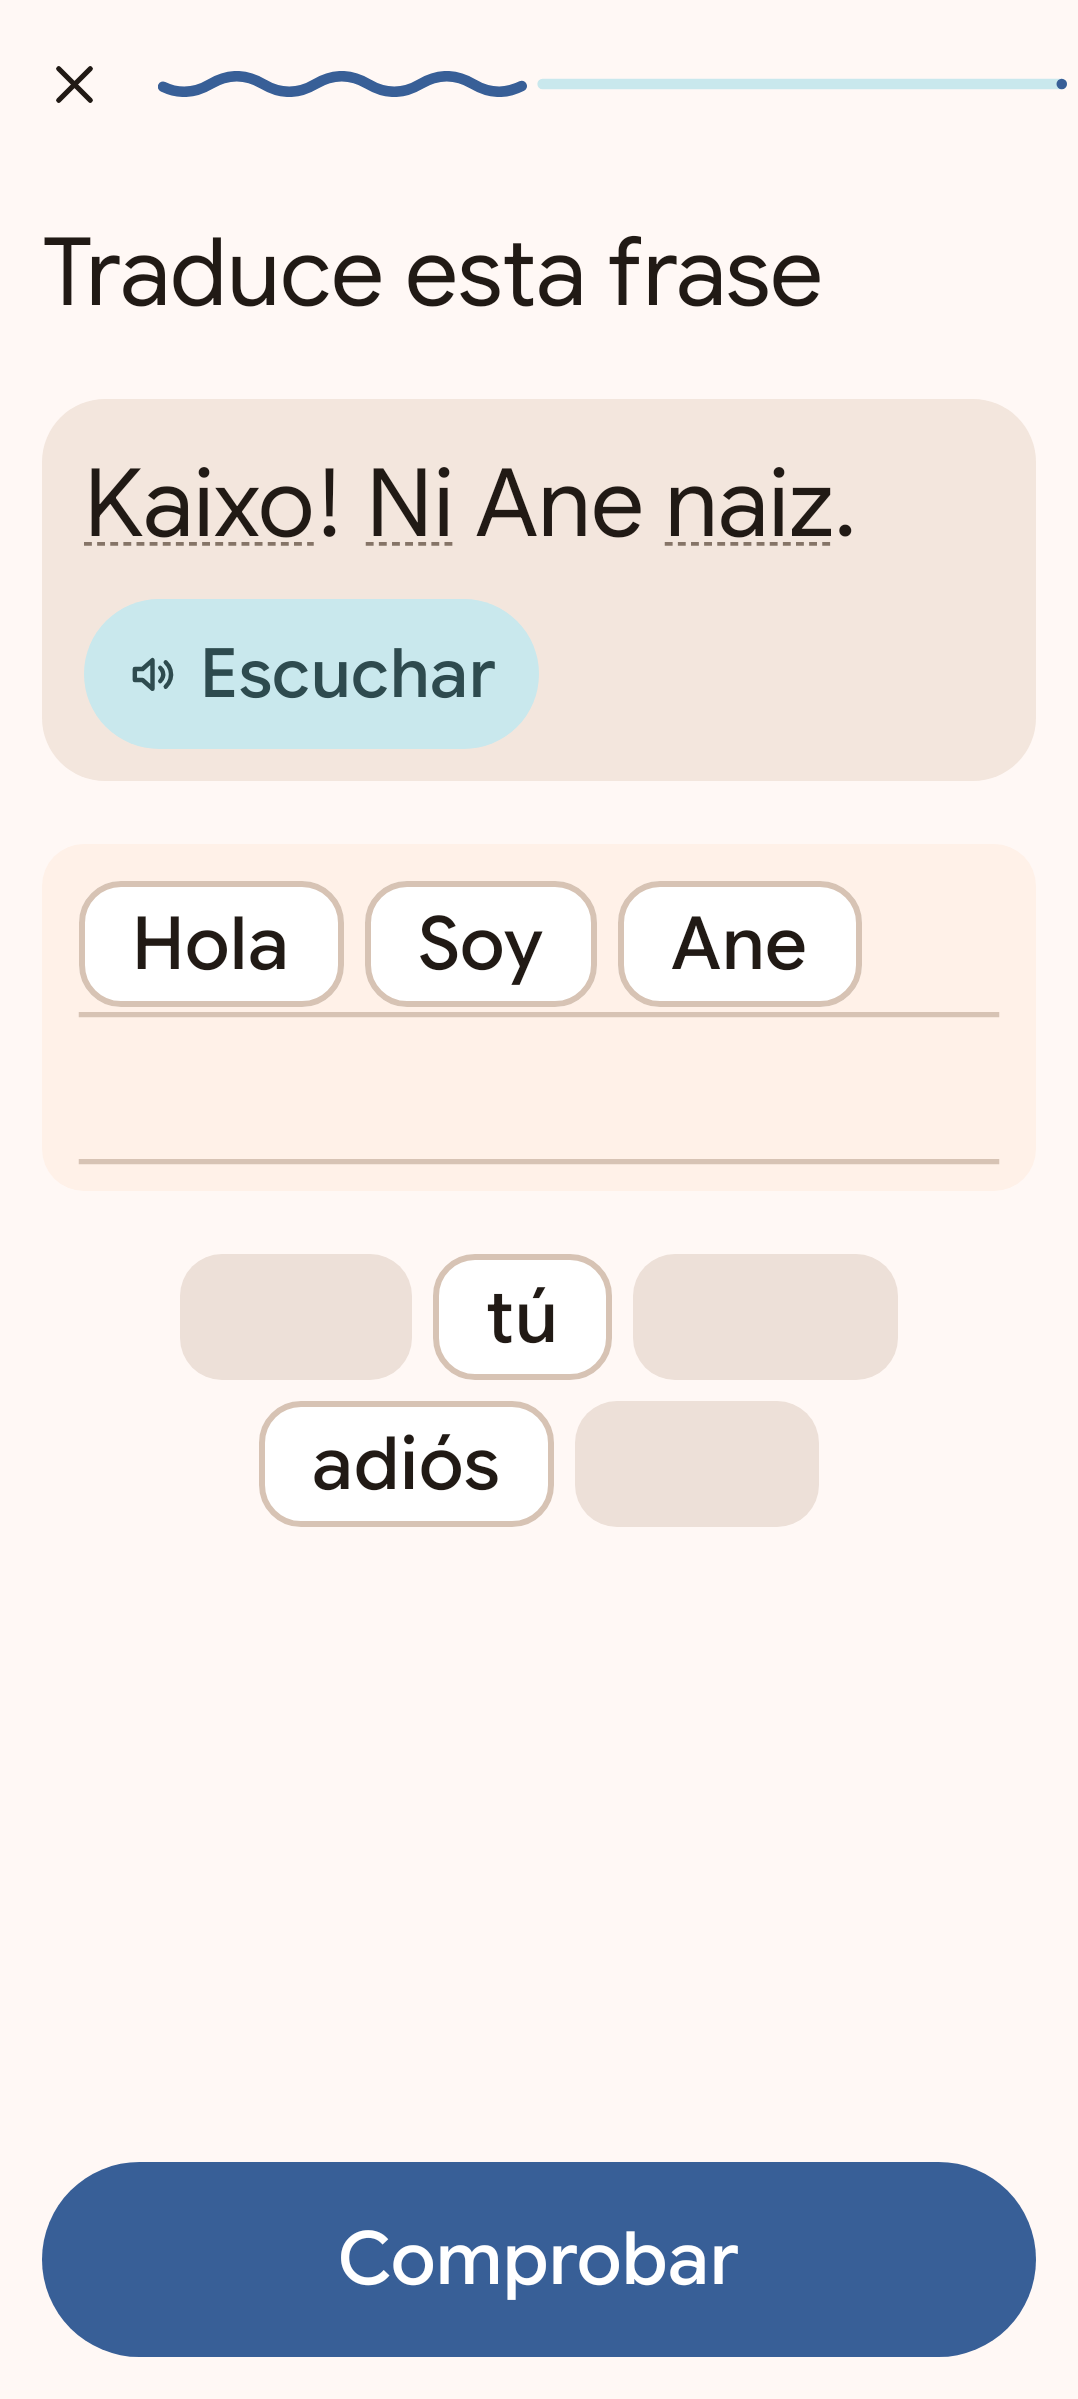 Traduce esta frase
Kaixo! Ni Ane naiz.
Escuchar
Hola Soy Ane
tú
adiós
Comprobar